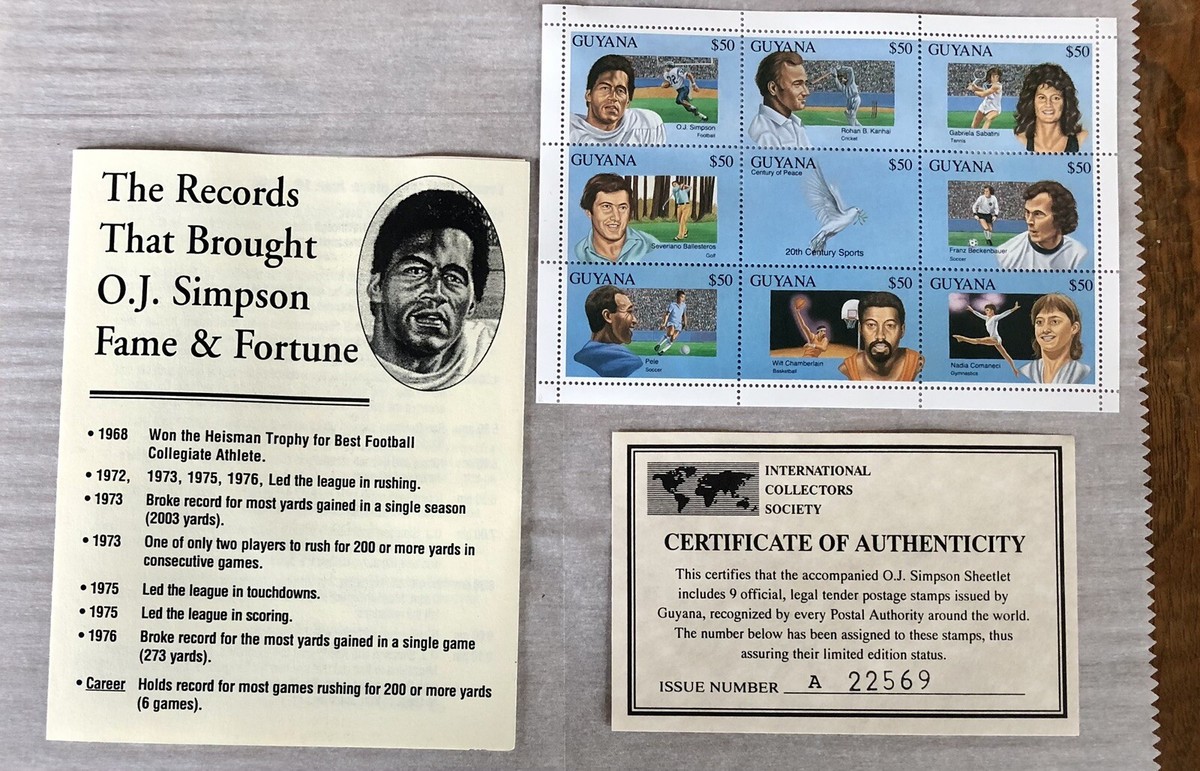 The Records
That Brought
O.J. Simpson
Fame & Fortune
• 1968 Won the Heisman Trophy for Best Football
Collegiate Athlete.
• 1972, 1973, 1975, 1976, Led the league in rushing.
• 1973 Broke record for most yards gained in a single season
(2003 yards).
• 1973 One of only two players to rush for 200 or more yards in
consecutive games.
• 1975 Led the league in touchdowns.
• 1975 Led the league in scoring.
• 1976 Broke record for the most yards gained in a single game
(273 yards).
• Career Holds record for most games rushing for 200 or more yards
(6 games).
GUYANA $50
O.J. Simpson
Football
GUYANA $50
Rohan B. Kanhai
Cricket
GUYANA $50
Gabriela Sabatini
Tennis
GUYANA $50
Severiano Ballesteros
Golf
GUYANA $50
Century of Peace
20th Century Sports
GUYANA $50
Franz Beckenbauer
Soccer
GUYANA $50
Pele
Soccer
GUYANA $50
Wilt Chamberlain
Basketball
GUYANA $50
Nadia Comaneci
Gymnastics
INTERNATIONAL
COLLECTORS
SOCIETY
CERTIFICATE OF AUTHENTICITY
This certifies that the accompanied O.J. Simpson Sheetlet
includes 9 official, legal tender postage stamps issued by
Guyana, recognized by every Postal Authority around the world.
The number below has been assigned to these stamps, thus
assuring their limited edition status.
ISSUE NUMBER A 22569